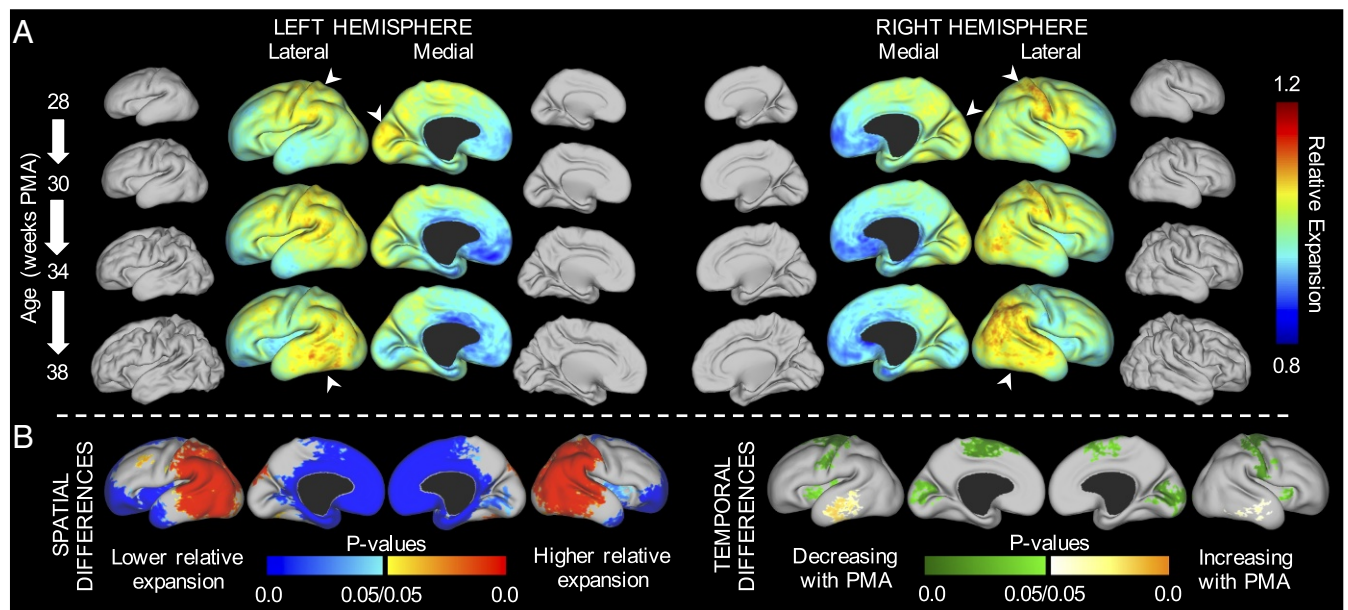 A
LEFT HEMISPHERE
Lateral Medial
RIGHT HEMISPHERE
Medial Lateral
Age (weeks PMA)
28
30
34
38
1.2
Relative Expansion
0.8
B
SPATIAL
DIFFERENCES
Lower relative
expansion
P-values
0.0 0.05/0.05 0.0
Higher relative
expansion
TEMPORAL
DIFFERENCES
Decreasing
with PMA
P-values
0.0 0.05/0.05 0.0
Increasing
with PMA